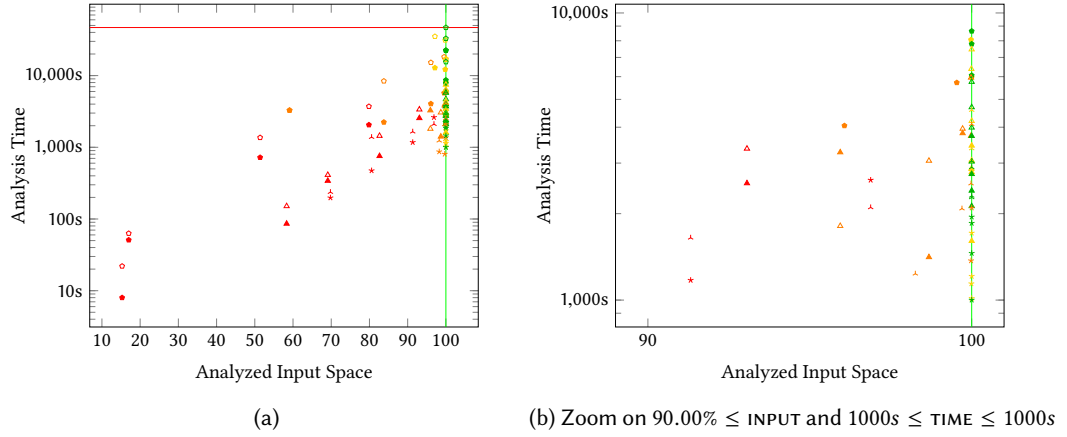 10,000s
1,000s
100s
10s
Analysis Time
10 20 30 40 50 60 70 80 90 100
Analyzed Input Space
(a)
10,000s
1,000s
Analysis Time
90 100
Analyzed Input Space
(b) Zoom on 90.00% ≤ INPUT and 1000s ≤ TIME ≤ 1000s